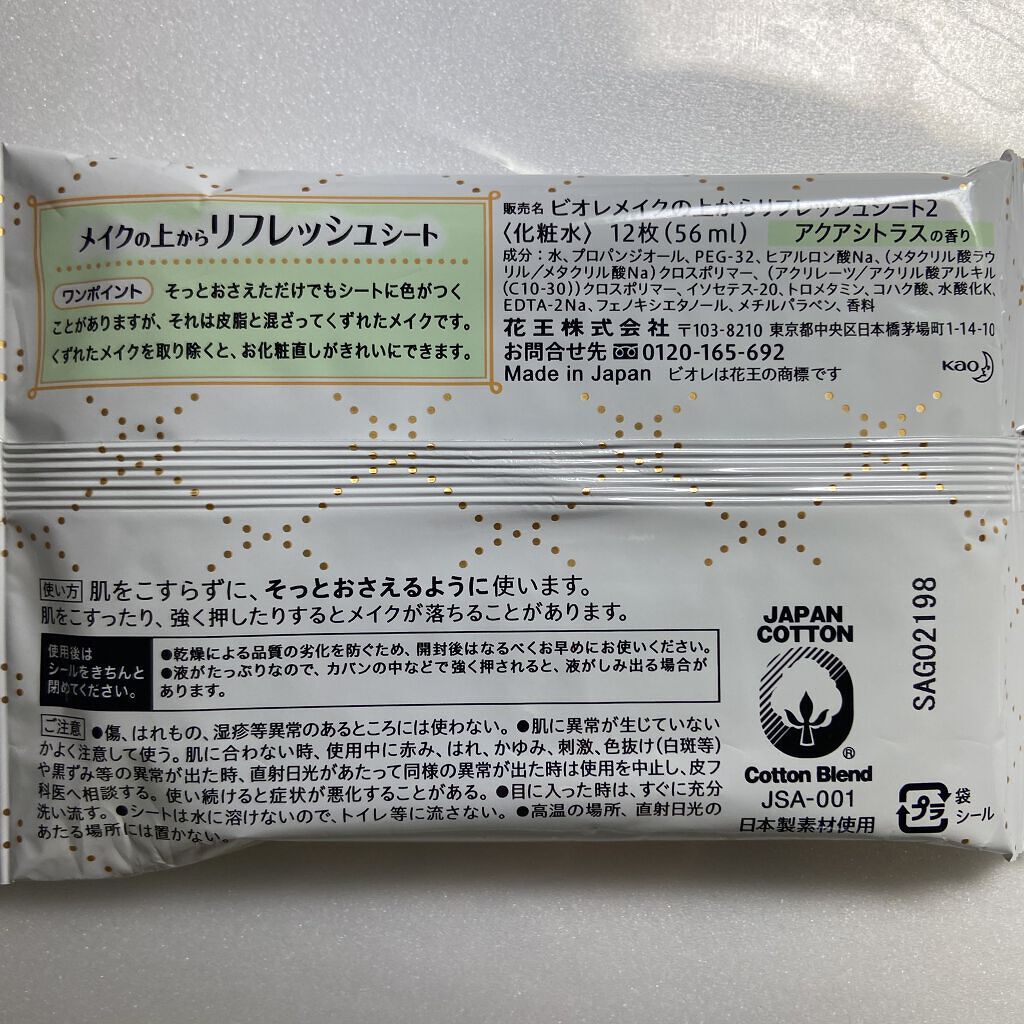 メイクの上からリフレッシュシート
ワンポイント そっとおさえただけでもシートに色がつく
ことがありますが、それは皮脂と混ざってくずれたメイクです。
くずれたメイクを取り除くと、お化粧直しがきれいにできます。
販売名 ビオレメイクの上からリフレッシュシート2
〈化粧水〉 12枚(56ml) アクアシトラスの香り
成分:水、プロパンジオール、PEG-32、ヒアルロン酸Na、(メタクリル酸ラウ
リル/メタクリル酸Na)クロスポリマー、(アクリレーツ/アクリル酸アルキル
(C10-30))クロスポリマー、イソセテス-20、トロメタミン、コハク酸、水酸化K、
EDTA-2Na、フェノキシエタノール、メチルパラベン、香料
花王株式会社 〒103-8210 東京都中央区日本橋茅場町1-14-10
お問合せ先 0120-165-692
Made in Japan ビオレは花王の商標です
Kao
使い方 肌をこすらずに、そっとおさえるように使います。
肌をこすったり、強く押したりするとメイクが落ちることがあります。
使用後は
シールをきちんと
閉めてください。
●乾燥による品質の劣化を防ぐため、開封後はなるべくお早めにお使いください。
●液がたっぷりなので、カバンの中などで強く押されると、液がしみ出る場合が
あります。
ご注意 ●傷、はれもの、湿疹等異常のあるところには使わない。●肌に異常が生じていない
かよく注意して使う。肌に合わない時、使用中に赤み、はれ、かゆみ、刺激、色抜け(白斑等)
や黒ずみ等の異常が出た時、直射日光があたって同様の異常が出た時は使用を中止し、皮フ
科医へ相談する。使い続けると症状が悪化することがある。●目に入った時は、すぐに充分
洗い流す。●シートは水に溶けないので、トイレ等に流さない。●高温の場所、直射日光の
あたる場所には置かない。
JAPAN
COTTON
®
Cotton Blend
JSA-001
日本製素材使用
SAG02198
プラ
袋
シール